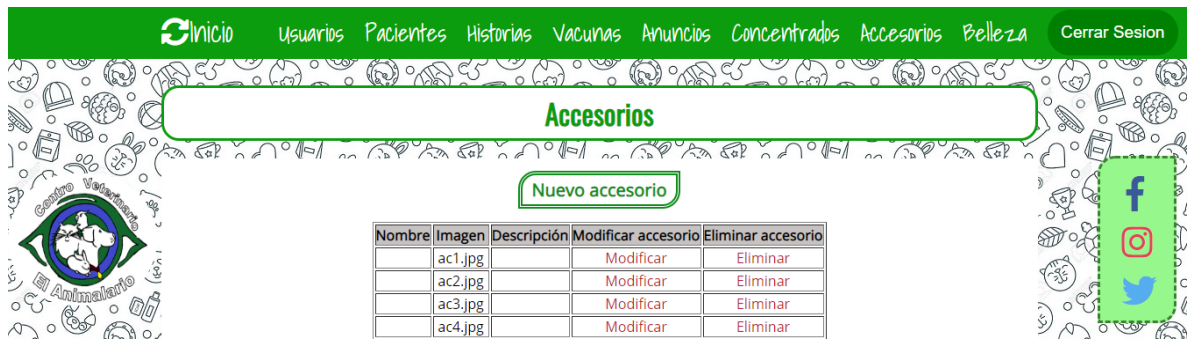 Inicio Usuarios Pacientes Historias Vacunas Anuncios Concentrados Accesorios Belleza Cerrar Sesion
Accesorios
Nuevo accesorio
Centro Veterinario
El Animalario
Nombre Imagen Descripción Modificar accesorio Eliminar accesorio
ac1.jpg Modificar Eliminar
ac2.jpg Modificar Eliminar
ac3.jpg Modificar Eliminar
ac4.jpg Modificar Eliminar